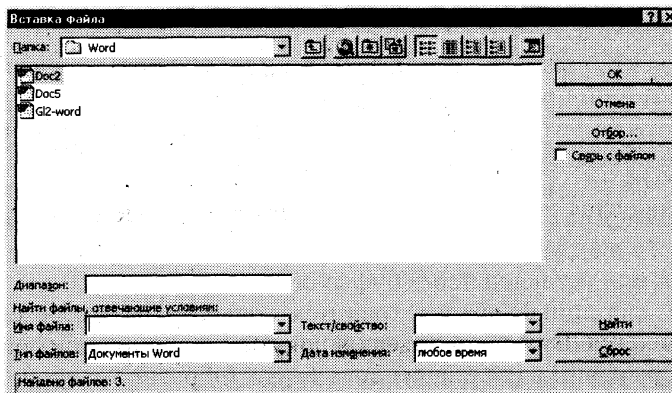 Вставка файла
Папка: Word
Doc2
Doc5
Gl2-word
ОК
Отмена
Отбор...
Связь с файлом
Диапазон:
Найти файлы, отвечающие условиям:
Имя файла: Текст/свойство: Найти
Тип файлов: Документы Word Дата изменения: любое время Сброс
Найдено файлов: 3.